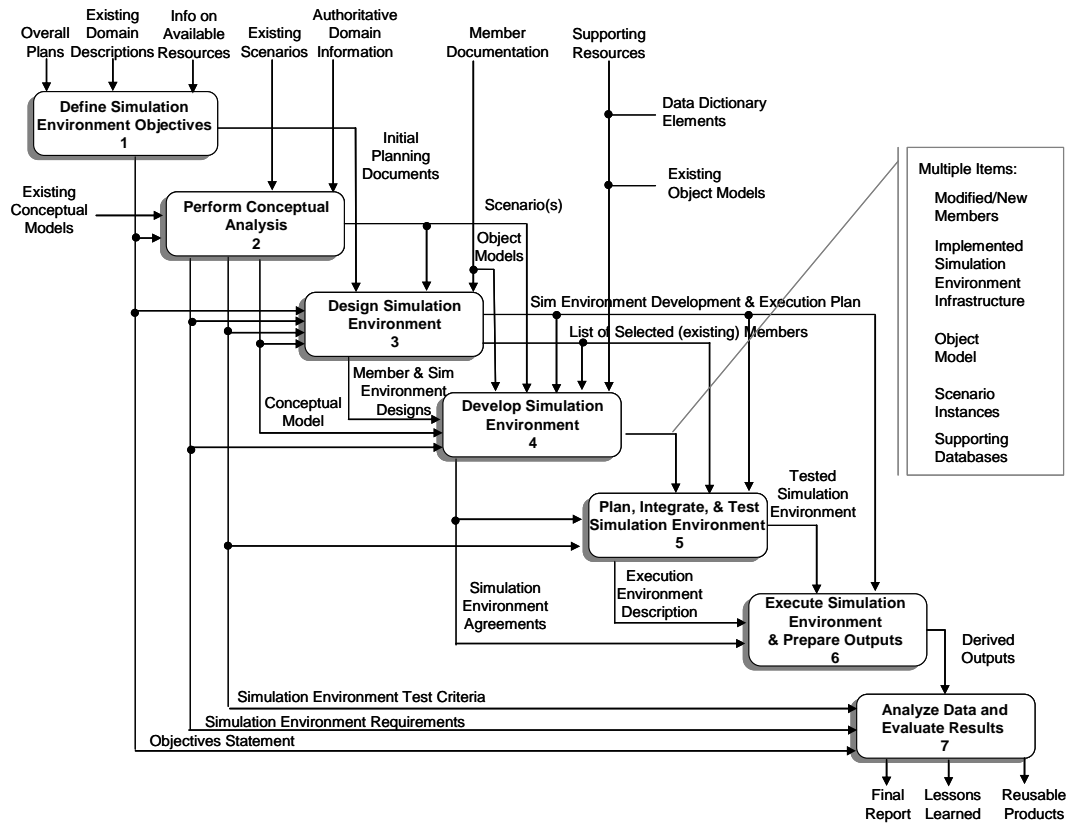 Overall
Plans
Existing
Domain
Descriptions
Info on
Available
Resources
Existing
Scenarios
Authoritative
Domain
Information
Member
Documentation
Supporting
Resources
Define Simulation
Environment Objectives
1
Data Dictionary
Elements
Initial
Planning
Documents
Existing
Object Models
Existing
Conceptual
Models
Perform Conceptual
Analysis
2
Scenario(s)
Object
Models
Multiple Items:
Modified/New
Members
Implemented
Simulation
Environment
Infrastructure
Object
Model
Scenario
Instances
Supporting
Databases
Design Simulation
Environment
3
Sim Environment Development & Execution Plan
List of Selected (existing) Members
Member & Sim
Environment
Designs
Conceptual
Model
Develop Simulation
Environment
4
Tested
Simulation
Environment
Plan, Integrate, & Test
Simulation Environment
5
Simulation
Environment
Agreements
Execution
Environment
Description
Execute Simulation
Environment
& Prepare Outputs
6
Derived
Outputs
Simulation Environment Test Criteria
Simulation Environment Requirements
Objectives Statement
Analyze Data and
Evaluate Results
7
Final
Report
Lessons
Learned
Reusable
Products